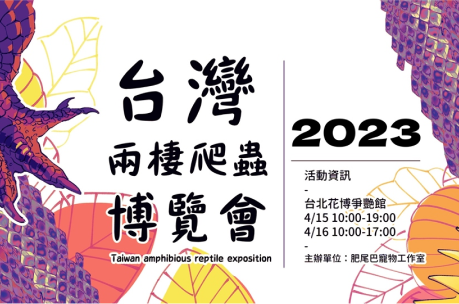 台灣
兩棲爬蟲
博覽會
Taiwan amphibious reptile exposition
2023
活動資訊
-
台北花博爭艷館
4/15 10:00-19:00
4/16 10:00-17:00
-
主辦單位：肥尾巴寵物工作室